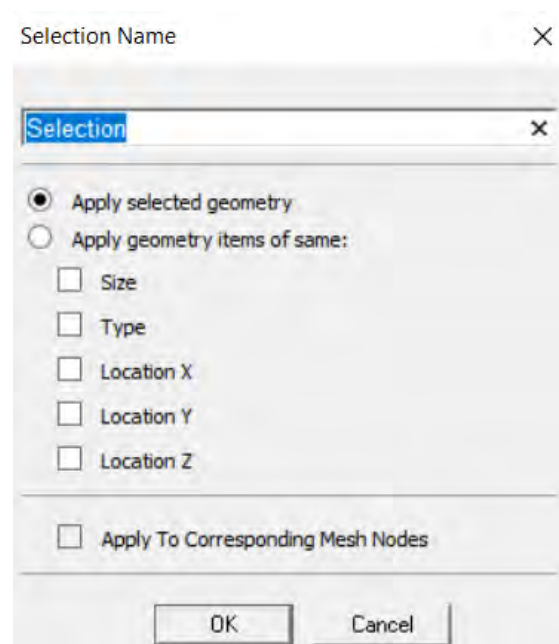 Selection Name
Selection
Apply selected geometry
Apply geometry items of same:
Size
Type
Location X
Location Y
Location Z
Apply To Corresponding Mesh Nodes
OK Cancel